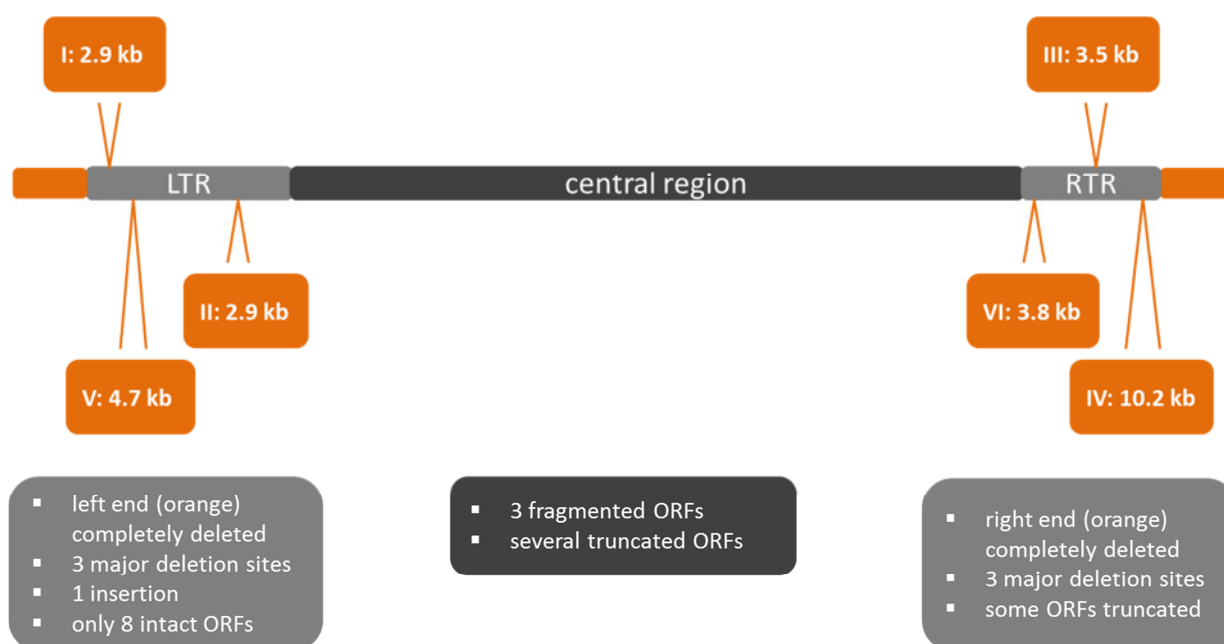 I: 2.9 kb
III: 3.5 kb
LTR
central region
RTR
II: 2.9 kb
VI: 3.8 kb
V: 4.7 kb
IV: 10.2 kb
▪ left end (orange)
completely deleted
▪ 3 major deletion sites
▪ 1 insertion
▪ only 8 intact ORFs
▪ 3 fragmented ORFs
▪ several truncated ORFs
▪ right end (orange)
completely deleted
▪ 3 major deletion sites
▪ some ORFs truncated